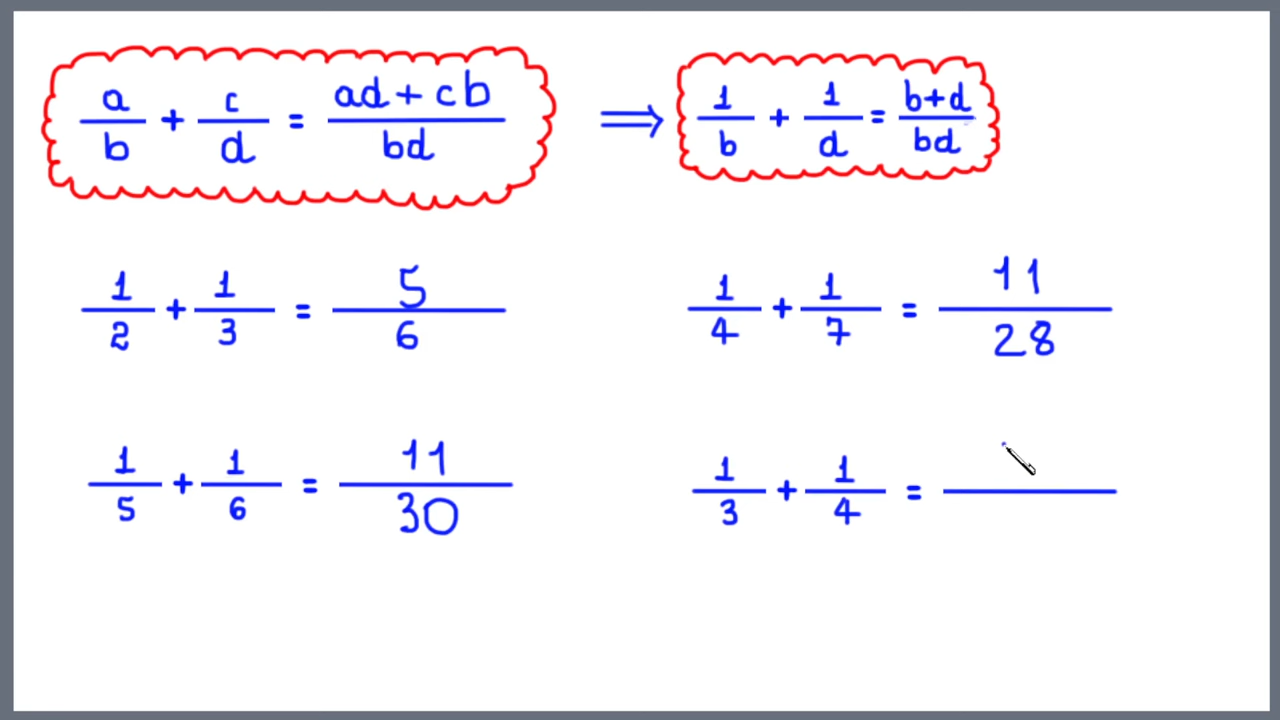 a/b + c/d = (ad + cb)/bd ⟹ 1/b + 1/d = (b+d)/bd
1/2 + 1/3 = 5/6
1/4 + 1/7 = 11/28
1/5 + 1/6 = 11/30
1/3 + 1/4 =